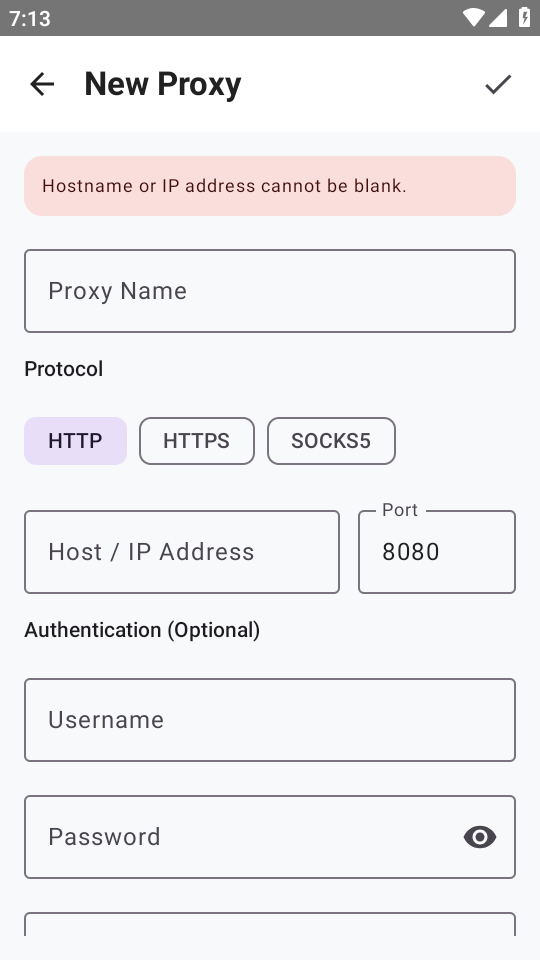 7:13
New Proxy
Hostname or IP address cannot be blank.
Proxy Name
Protocol
HTTP HTTPS SOCKS5
Port
Host / IP Address 8080
Authentication (Optional)
Username
Password